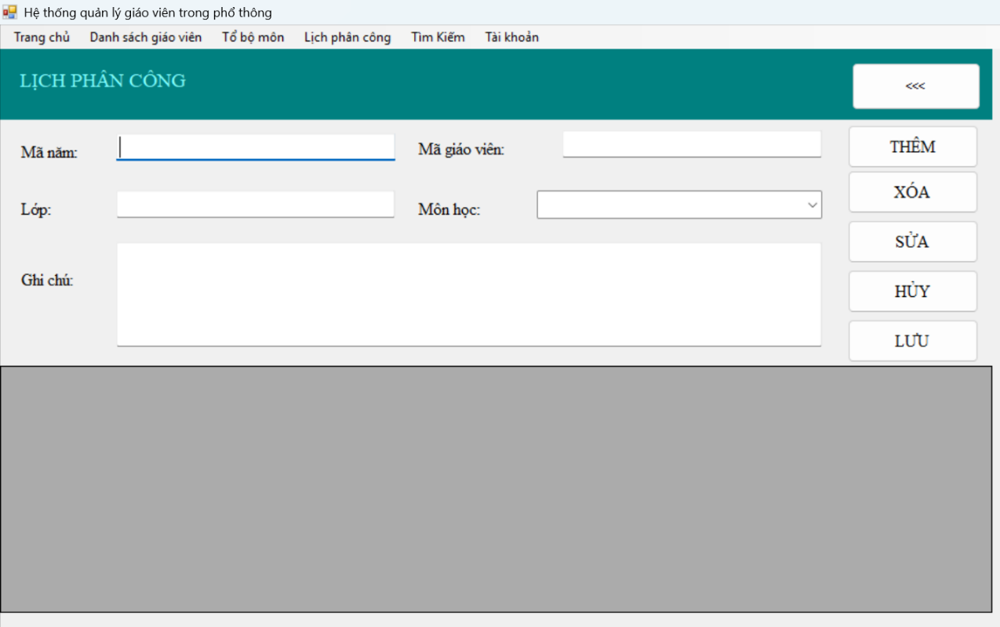 Hệ thống quản lý giáo viên trong phổ thông
Trang chủ Danh sách giáo viên Tổ bộ môn Lịch phân công Tìm Kiếm Tài khoản
LỊCH PHÂN CÔNG
<<<
Mã năm:
Mã giáo viên:
THÊM
XÓA
Lớp:
Môn học:
SỬA
Ghi chú:
HỦY
LƯU